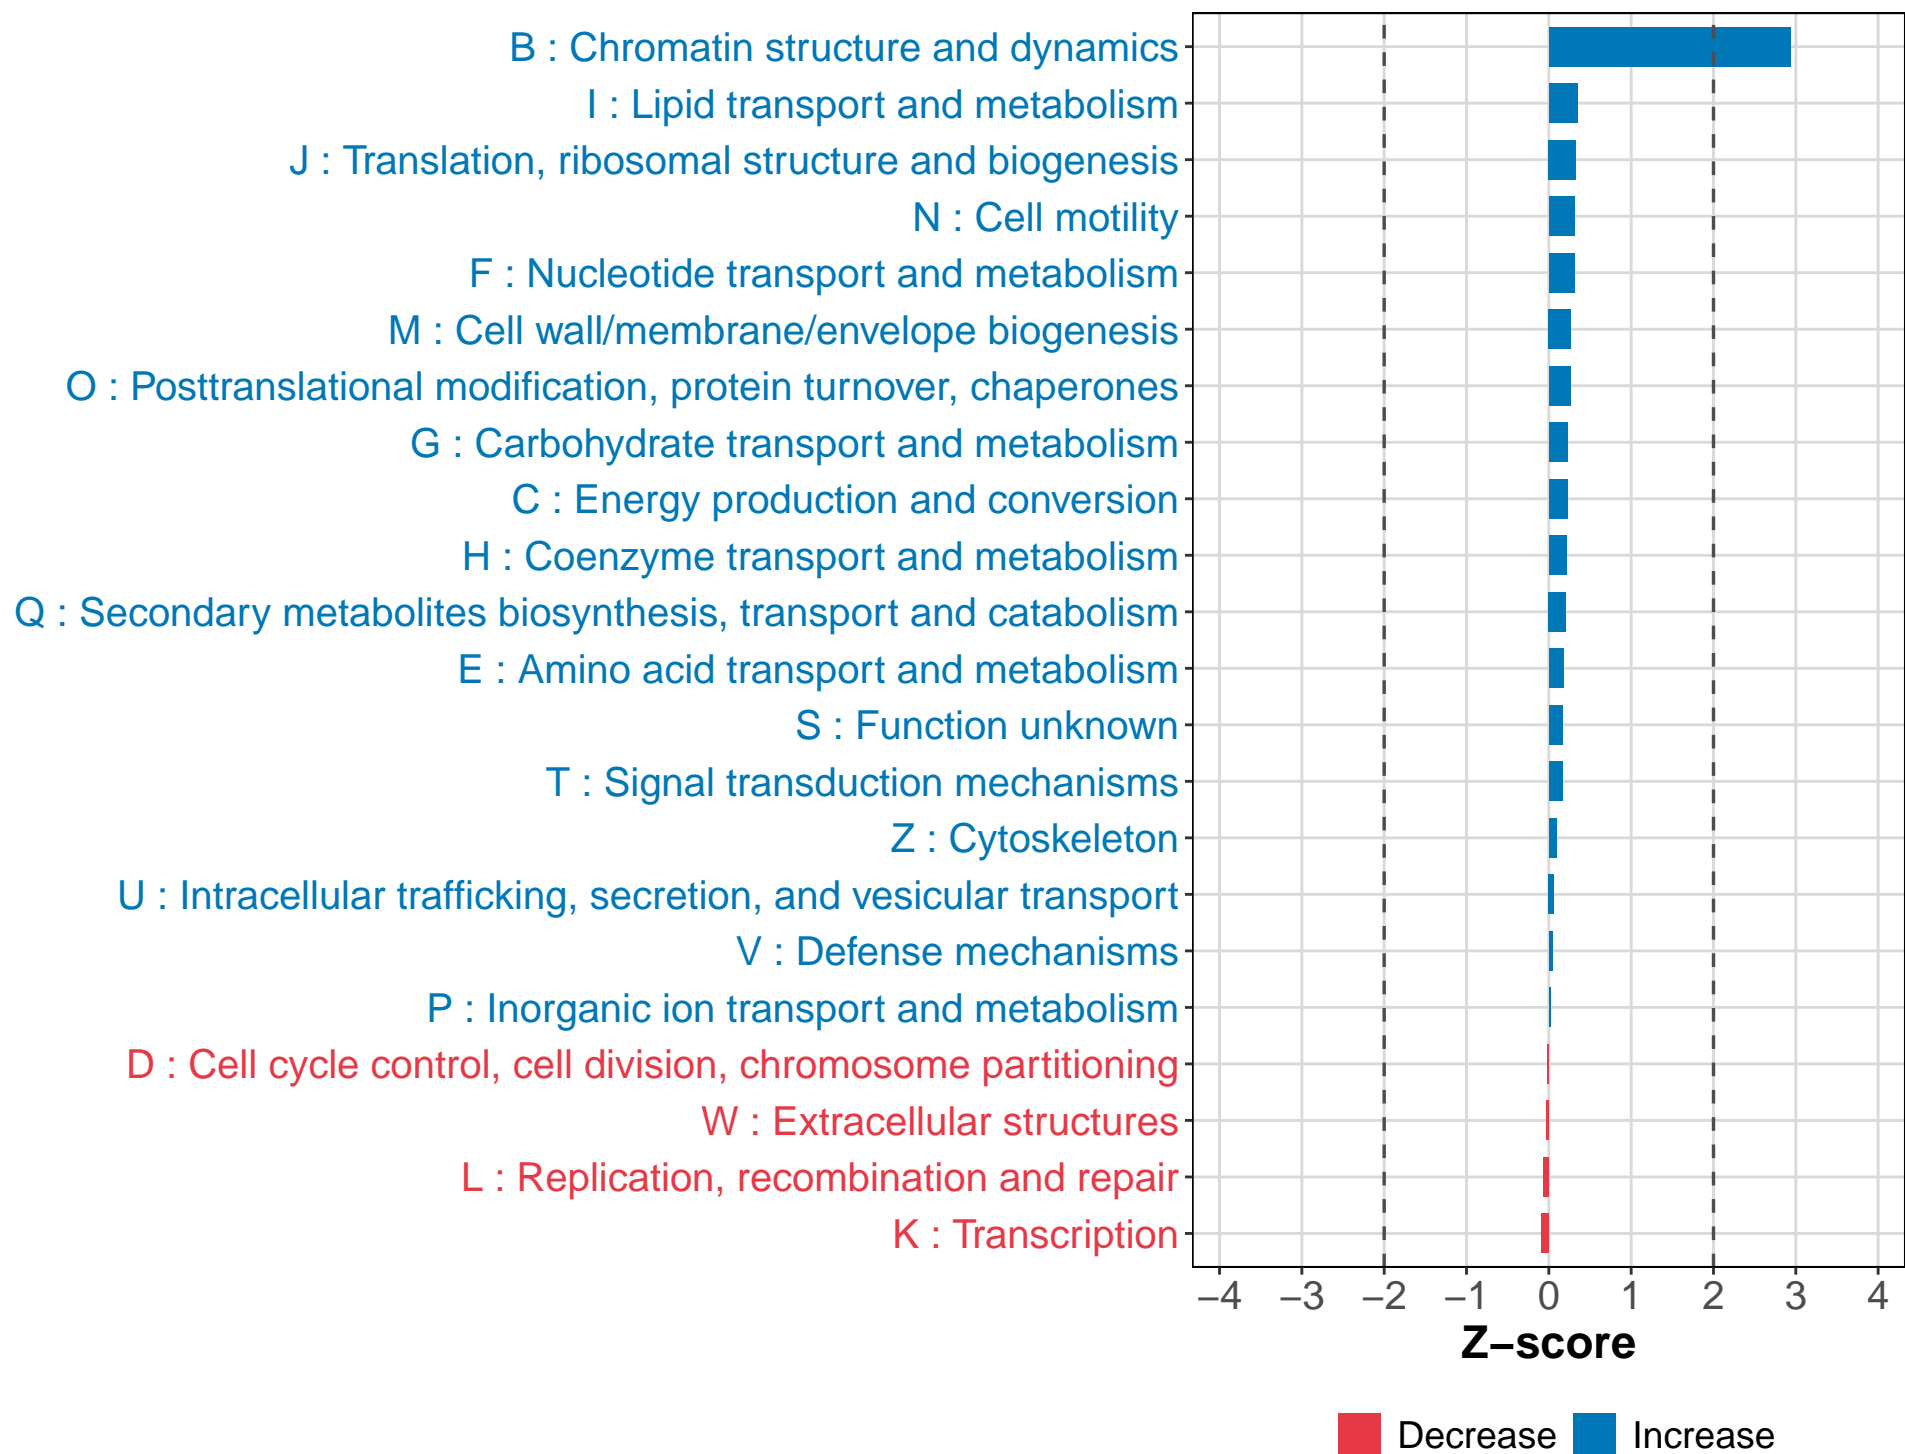 B : Chromatin structure and dynamics
I : Lipid transport and metabolism
J : Translation, ribosomal structure and biogenesis
N : Cell motility
F : Nucleotide transport and metabolism
M : Cell wall/membrane/envelope biogenesis
O : Posttranslational modification, protein turnover, chaperones
G : Carbohydrate transport and metabolism
C : Energy production and conversion
H : Coenzyme transport and metabolism
Q : Secondary metabolites biosynthesis, transport and catabolism
E : Amino acid transport and metabolism
S : Function unknown
T : Signal transduction mechanisms
Z : Cytoskeleton
U : Intracellular trafficking, secretion, and vesicular transport
V : Defense mechanisms
P : Inorganic ion transport and metabolism
D : Cell cycle control, cell division, chromosome partitioning
W : Extracellular structures
L : Replication, recombination and repair
K : Transcription
−4 −3 −2 −1 0 1 2 3 4
Z−score
Decrease Increase